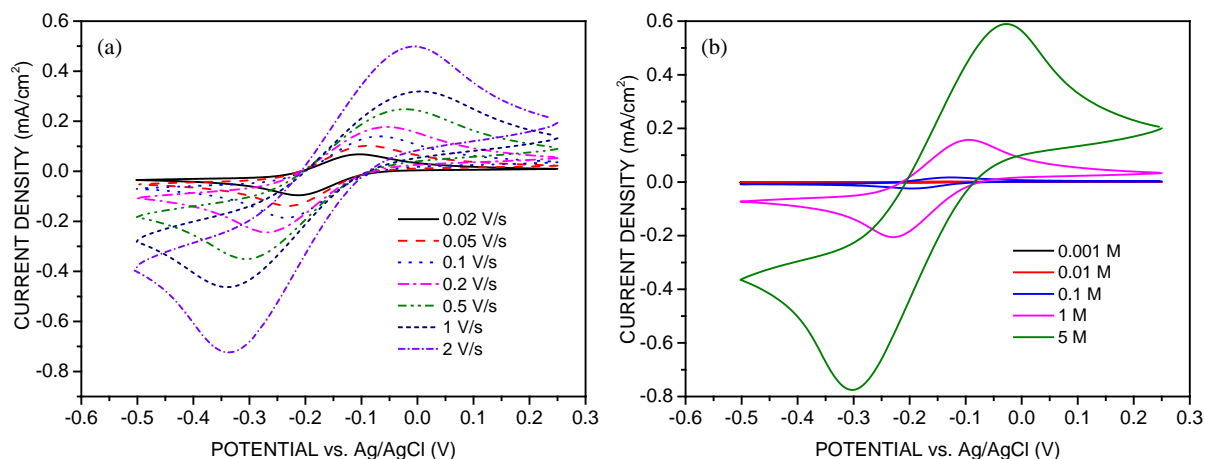 (a)
CURRENT DENSITY (mA/cm²)
0.6
0.4
0.2
0.0
-0.2
-0.4
-0.6
-0.8
0.02 V/s
0.05 V/s
0.1 V/s
0.2 V/s
0.5 V/s
1 V/s
2 V/s
-0.6 -0.5 -0.4 -0.3 -0.2 -0.1 0.0 0.1 0.2 0.3
POTENTIAL vs. Ag/AgCl (V)
(b)
CURRENT DENSITY (mA/cm²)
0.6
0.4
0.2
0.0
-0.2
-0.4
-0.6
-0.8
0.001 M
0.01 M
0.1 M
1 M
5 M
-0.6 -0.5 -0.4 -0.3 -0.2 -0.1 0.0 0.1 0.2 0.3
POTENTIAL vs. Ag/AgCl (V)